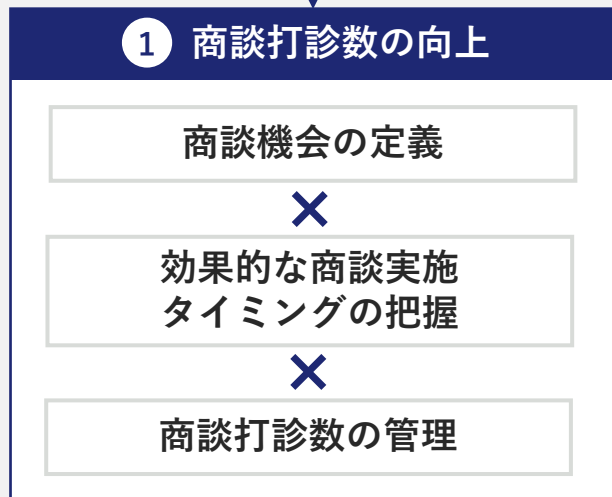 1 商談打診数の向上
商談機会の定義
×
効果的な商談実施
タイミングの把握
×
商談打診数の管理